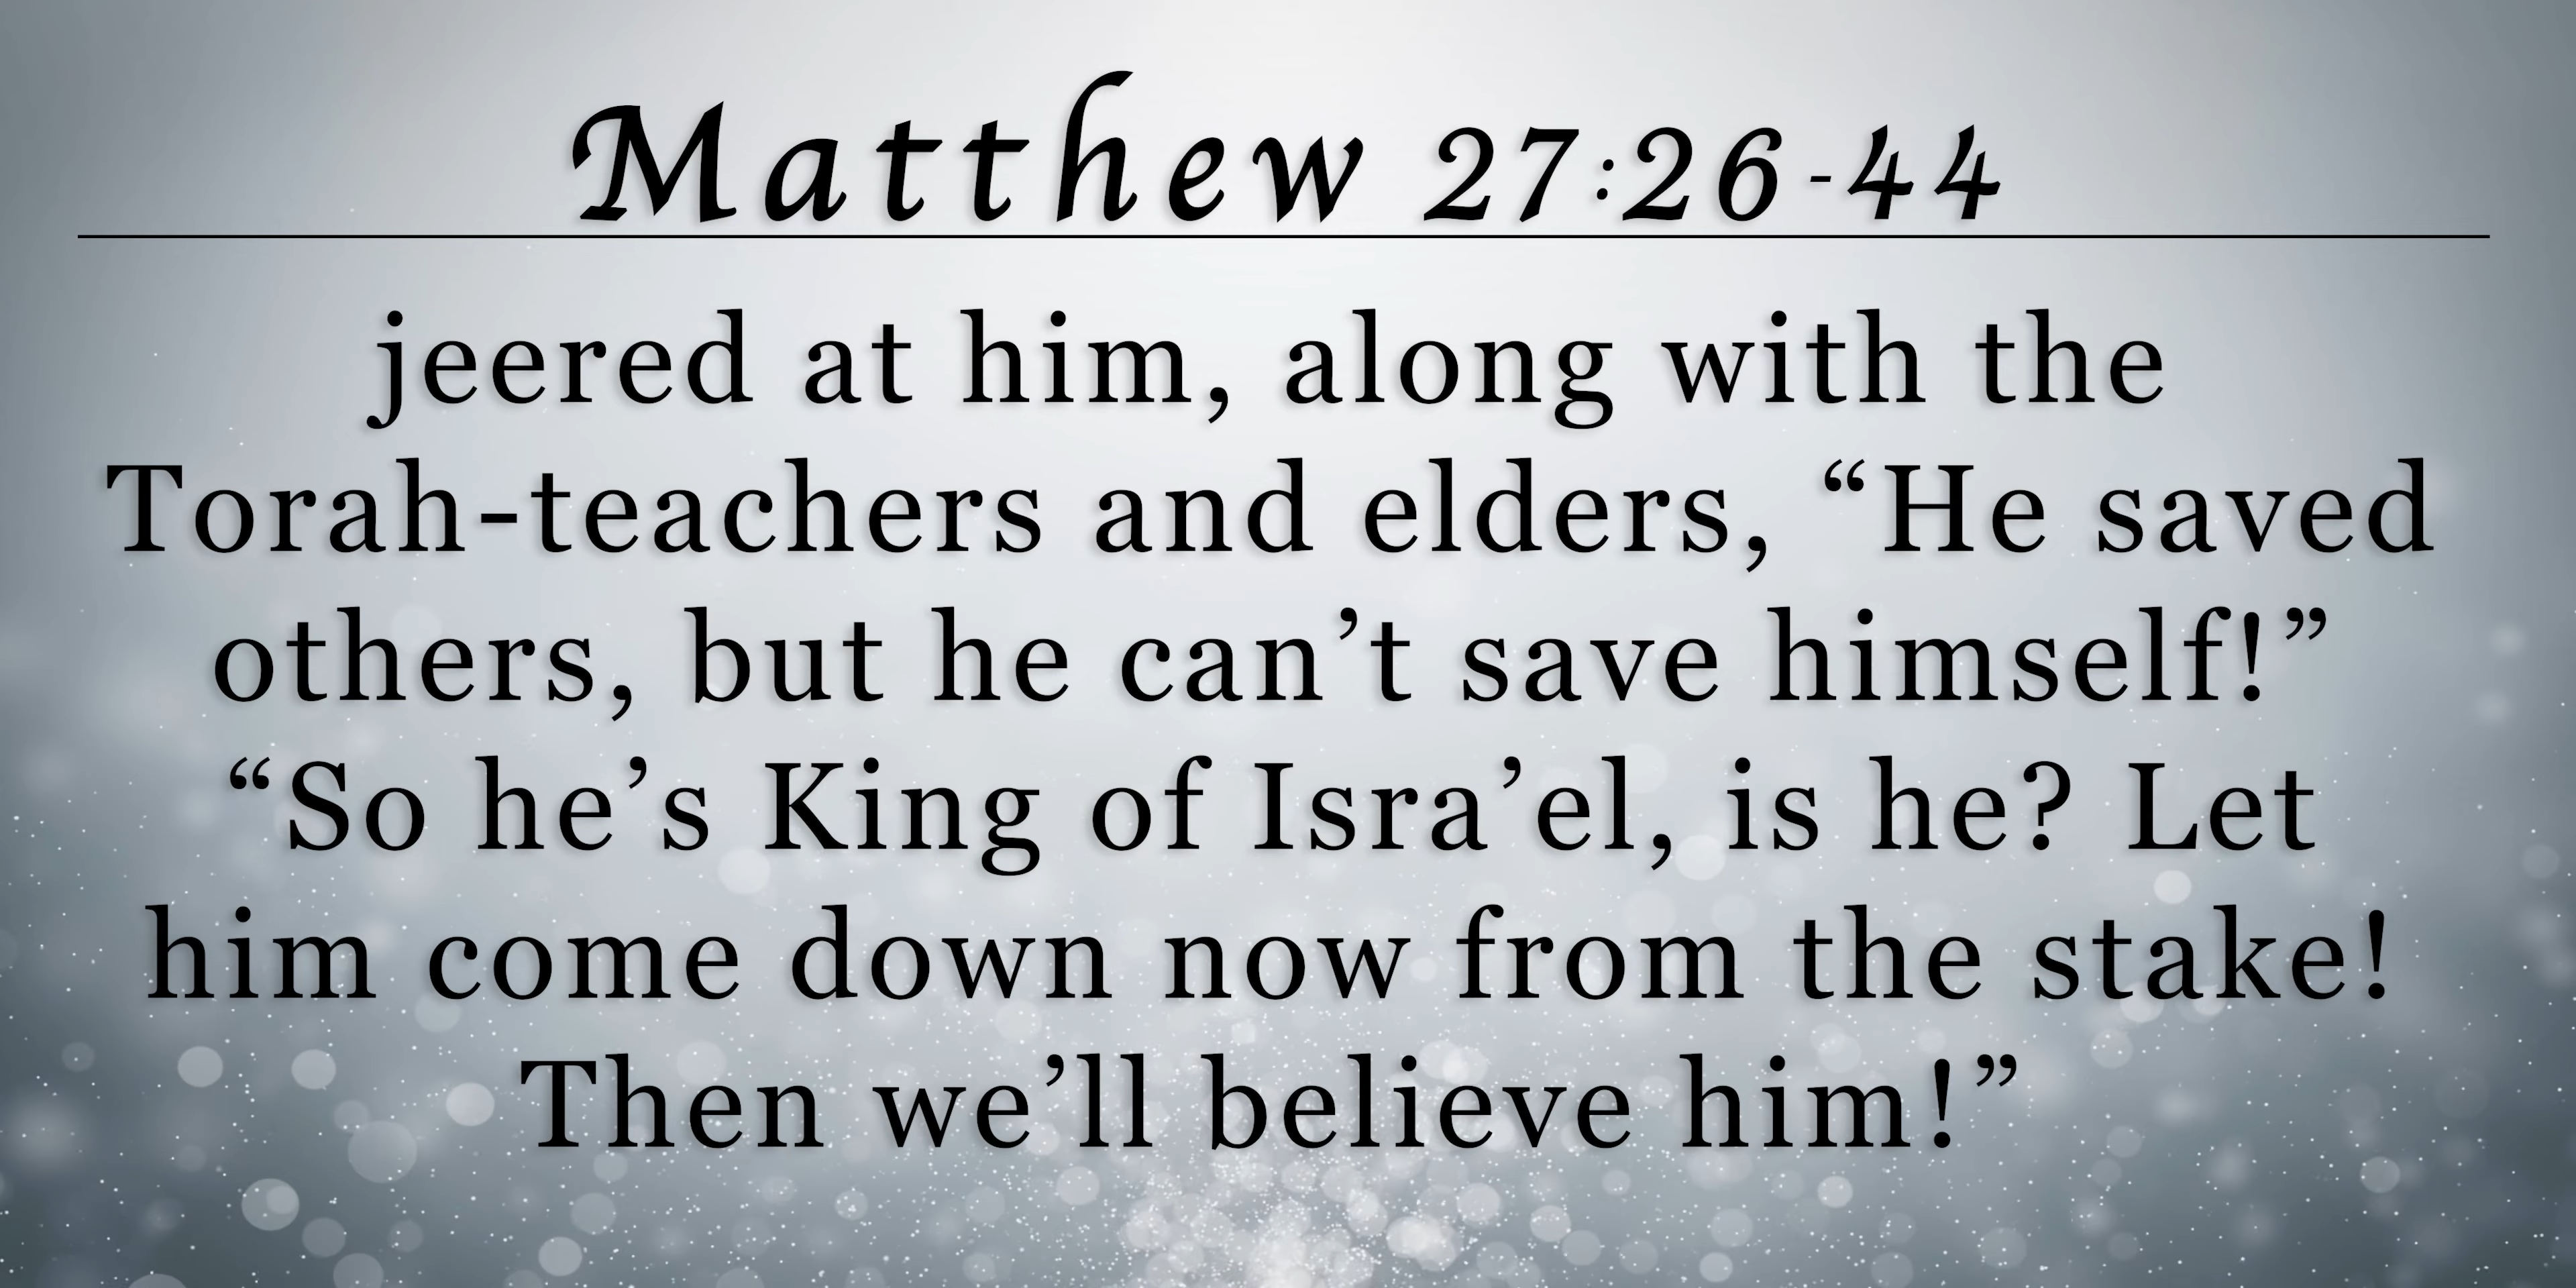 Matthew 27:26-44
jeered at him, along with the
Torah-teachers and elders, “He saved
others, but he can’t save himself!”
“So he’s King of Isra’el, is he? Let
him come down now from the stake!
Then we’ll believe him!”